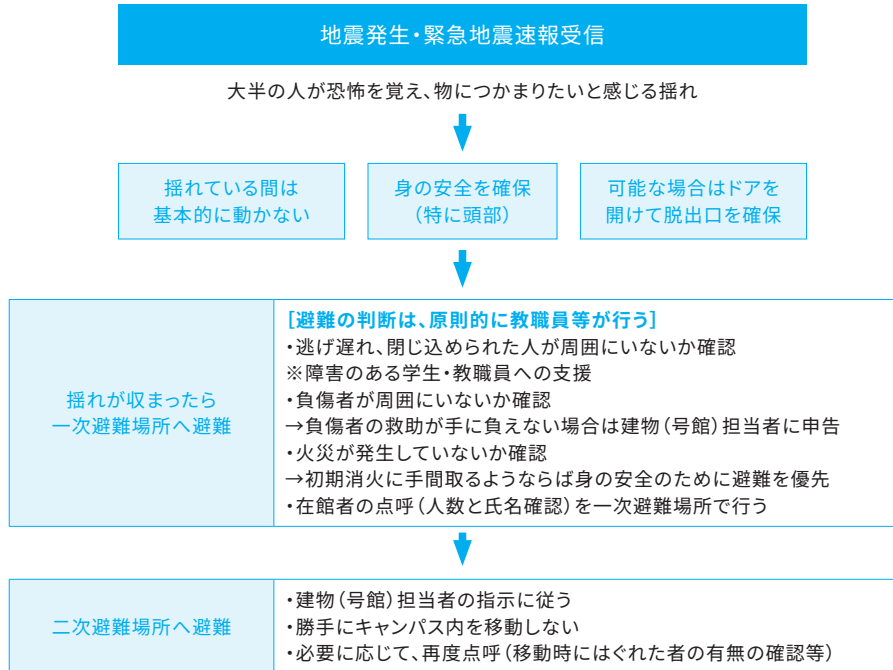 地震発生・緊急地震速報受信
大半の人が恐怖を覚え、物につかまりたいと感じる揺れ
揺れている間は
基本的に動かない
身の安全を確保
（特に頭部）
可能な場合はドアを
開けて脱出口を確保
揺れが収まったら
一次避難場所へ避難
［避難の判断は、原則的に教職員等が行う］
・逃げ遅れ、閉じ込められた人が周囲にいないか確認
※障害のある学生・教職員への支援
・負傷者が周囲にいないか確認
→負傷者の救助が手に負えない場合は建物（号館）担当者に申告
・火災が発生していないか確認
→初期消火に手間取るようならば身の安全のために避難を優先
・在館者の点呼（人数と氏名確認）を一次避難場所で行う
二次避難場所へ避難
・建物（号館）担当者の指示に従う
・勝手にキャンパス内を移動しない
・必要に応じて、再度点呼（移動時にはぐれた者の有無の確認等）